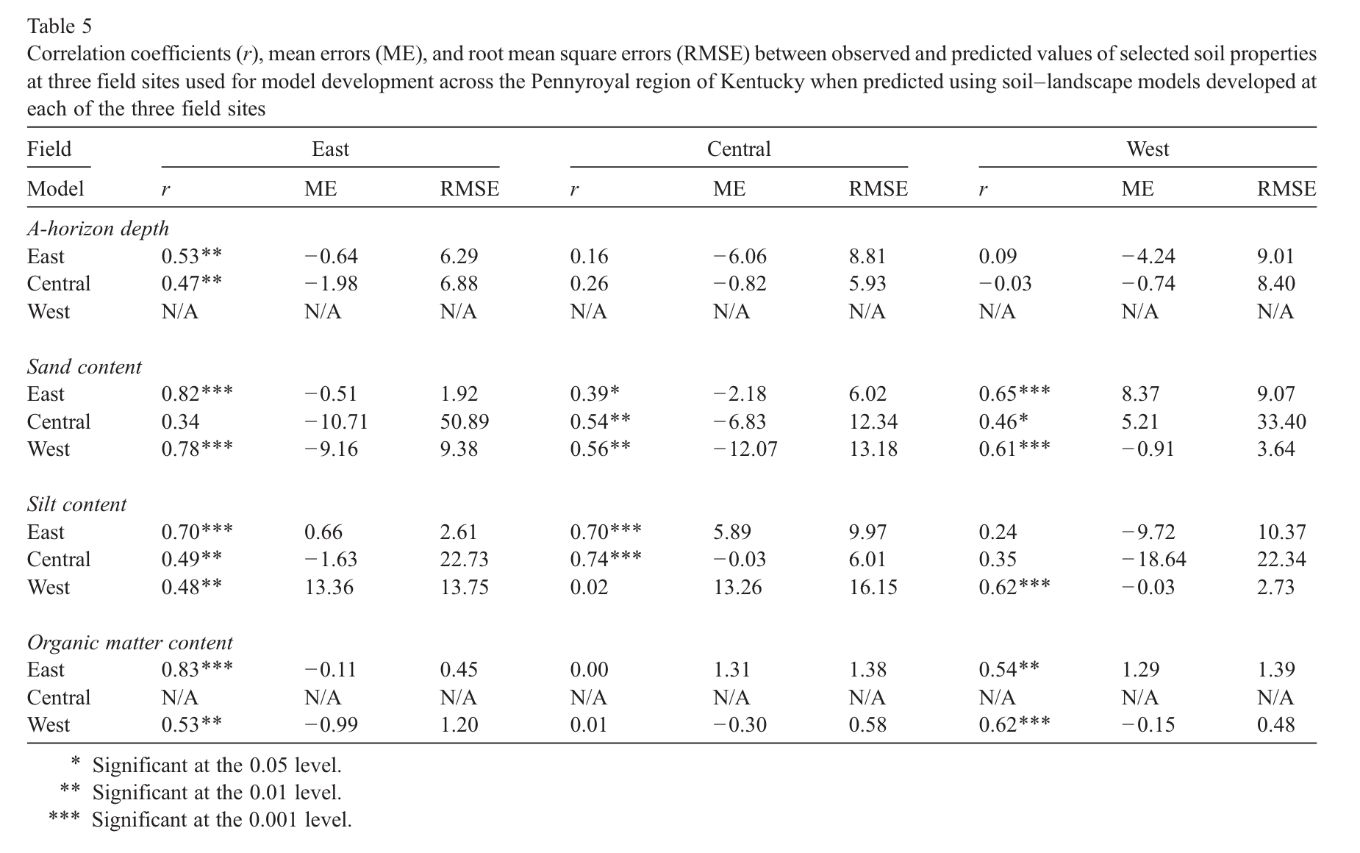 Table 5
Correlation coefficients (r), mean errors (ME), and root mean square errors (RMSE) between observed and predicted values of selected soil properties
at three field sites used for model development across the Pennyroyal region of Kentucky when predicted using soil–landscape models developed at
each of the three field sites
Field East Central West
Model r ME RMSE r ME RMSE r ME RMSE
A-horizon depth
East 0.53** −0.64 6.29 0.16 −6.06 8.81 0.09 −4.24 9.01
Central 0.47** −1.98 6.88 0.26 −0.82 5.93 −0.03 −0.74 8.40
West N/A N/A N/A N/A N/A N/A N/A N/A N/A
Sand content
East 0.82*** −0.51 1.92 0.39* −2.18 6.02 0.65*** 8.37 9.07
Central 0.34 −10.71 50.89 0.54** −6.83 12.34 0.46* 5.21 33.40
West 0.78*** −9.16 9.38 0.56** −12.07 13.18 0.61*** −0.91 3.64
Silt content
East 0.70*** 0.66 2.61 0.70*** 5.89 9.97 0.24 −9.72 10.37
Central 0.49** −1.63 22.73 0.74*** −0.03 6.01 0.35 −18.64 22.34
West 0.48** 13.36 13.75 0.02 13.26 16.15 0.62*** −0.03 2.73
Organic matter content
East 0.83*** −0.11 0.45 0.00 1.31 1.38 0.54** 1.29 1.39
Central N/A N/A N/A N/A N/A N/A N/A N/A N/A
West 0.53** −0.99 1.20 0.01 −0.30 0.58 0.62*** −0.15 0.48
* Significant at the 0.05 level.
** Significant at the 0.01 level.
*** Significant at the 0.001 level.